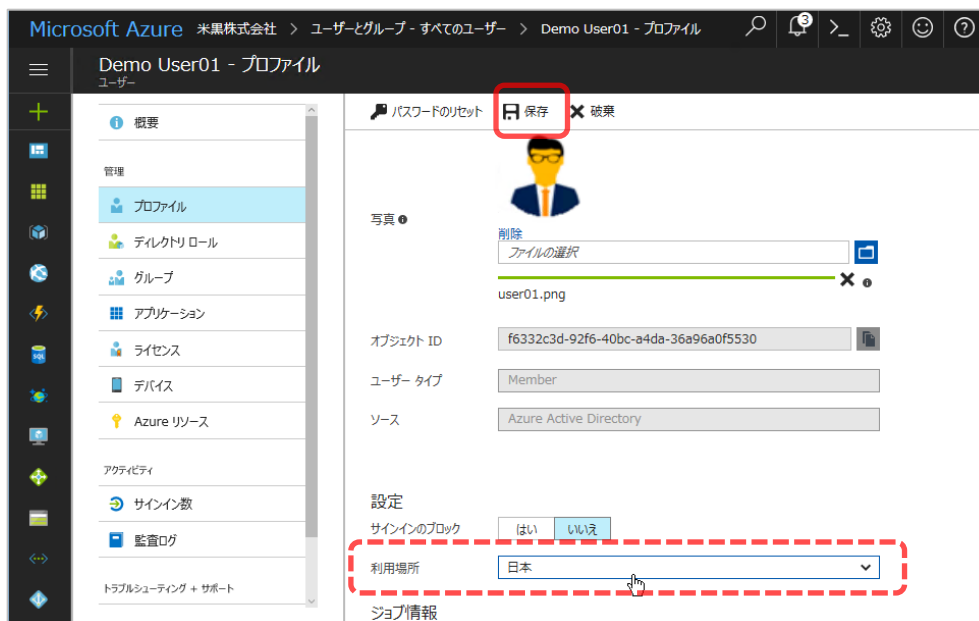 Microsoft Azure 米黒株式会社 > ユーザーとグループ - すべてのユーザー > Demo User01 - プロファイル
3
Demo User01 - プロファイル
ユーザー
パスワードのリセット 保存 破棄
概要
管理
プロファイル
ディレクトリ ロール
グループ
アプリケーション
ライセンス
デバイス
Azure リソース
アクティビティ
サインイン数
監査ログ
トラブルシューティング + サポート
写真
削除
ファイルの選択
user01.png
オブジェクト ID f6332c3d-92f6-40bc-a4da-36a96a0f5530
ユーザー タイプ Member
ソース Azure Active Directory
設定
サインインのブロック はい いいえ
利用場所 日本
ジョブ情報
SQL